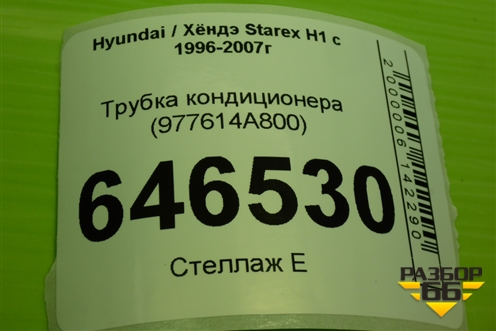 Hyundai / Хёндэ Starex H1 с
1996-2007г
Трубка кондиционера
(977614A800)
646530
Стеллаж Е
2000006142290
РАЗБОР
66